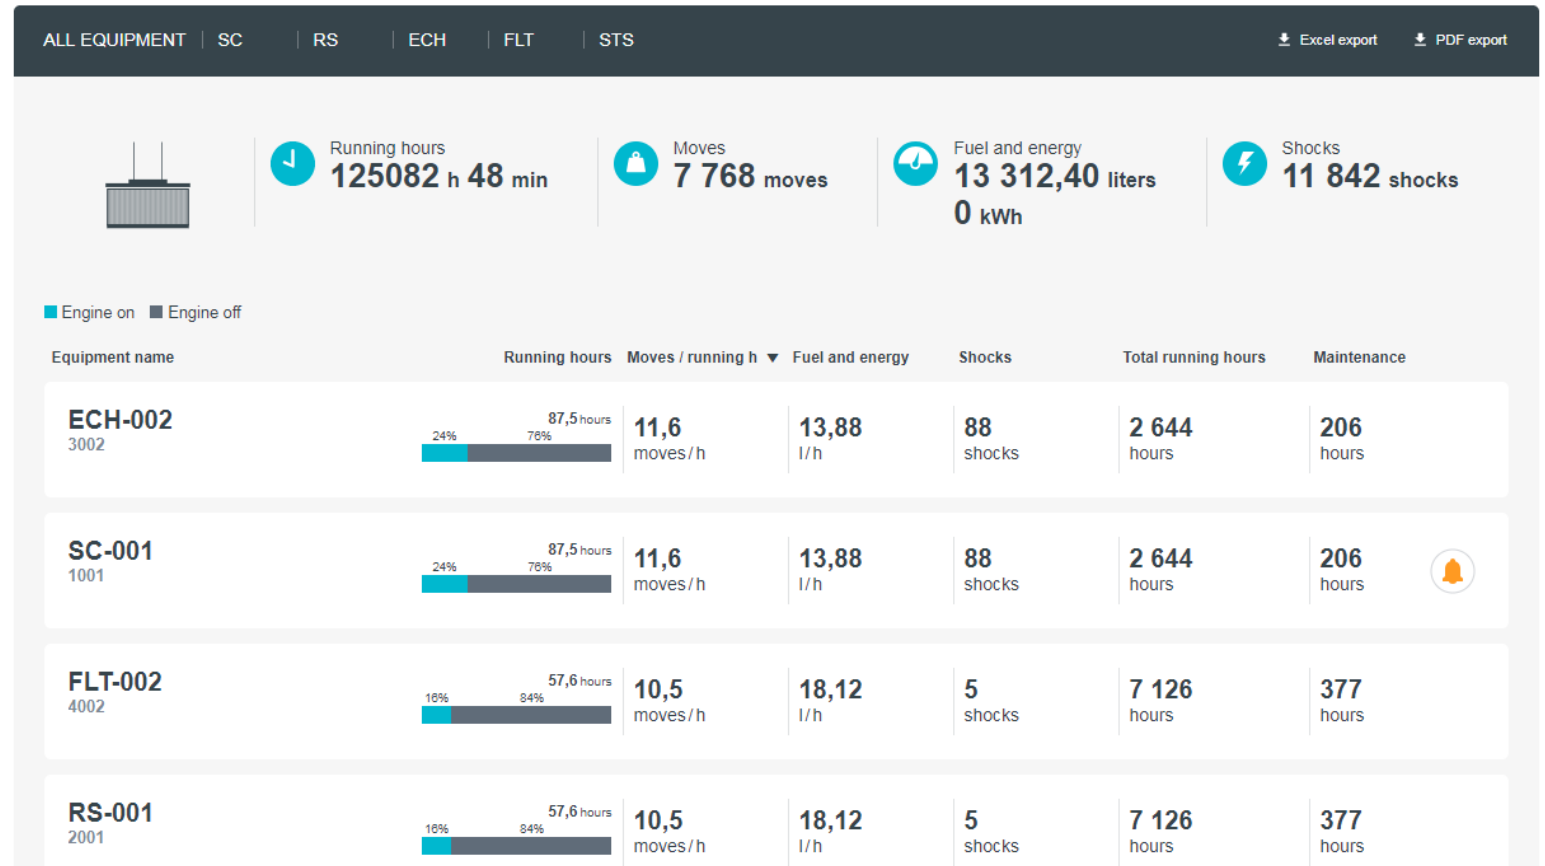 ALL EQUIPMENT | SC | RS | ECH | FLT | STS Excel export PDF export
Running hours
125082 h 48 min
Moves
7 768 moves
Fuel and energy
13 312,40 liters
0 kWh
Shocks
11 842 shocks
Engine on Engine off
Equipment name Running hours Moves / running h ▼ Fuel and energy Shocks Total running hours Maintenance
ECH-002
3002
87,5 hours
24% 76%
11,6
moves/h
13,88
l/h
88
shocks
2 644
hours
206
hours
SC-001
1001
87,5 hours
24% 76%
11,6
moves/h
13,88
l/h
88
shocks
2 644
hours
206
hours
FLT-002
4002
57,6 hours
16% 84%
10,5
moves/h
18,12
l/h
5
shocks
7 126
hours
377
hours
RS-001
2001
57,6 hours
16% 84%
10,5
moves/h
18,12
l/h
5
shocks
7 126
hours
377
hours